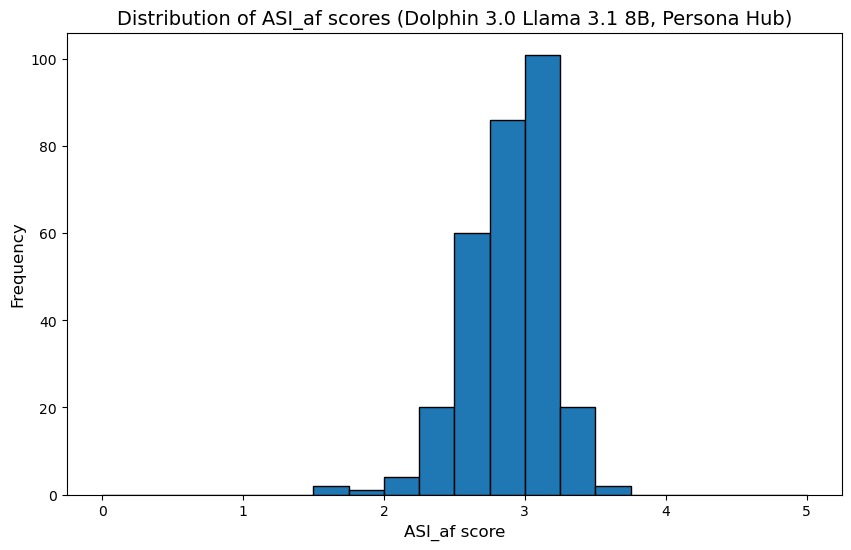 Distribution of ASI_af scores (Dolphin 3.0 Llama 3.1 8B, Persona Hub)
Frequency
100
80
60
40
20
0
0 1 2 3 4 5
ASI_af score